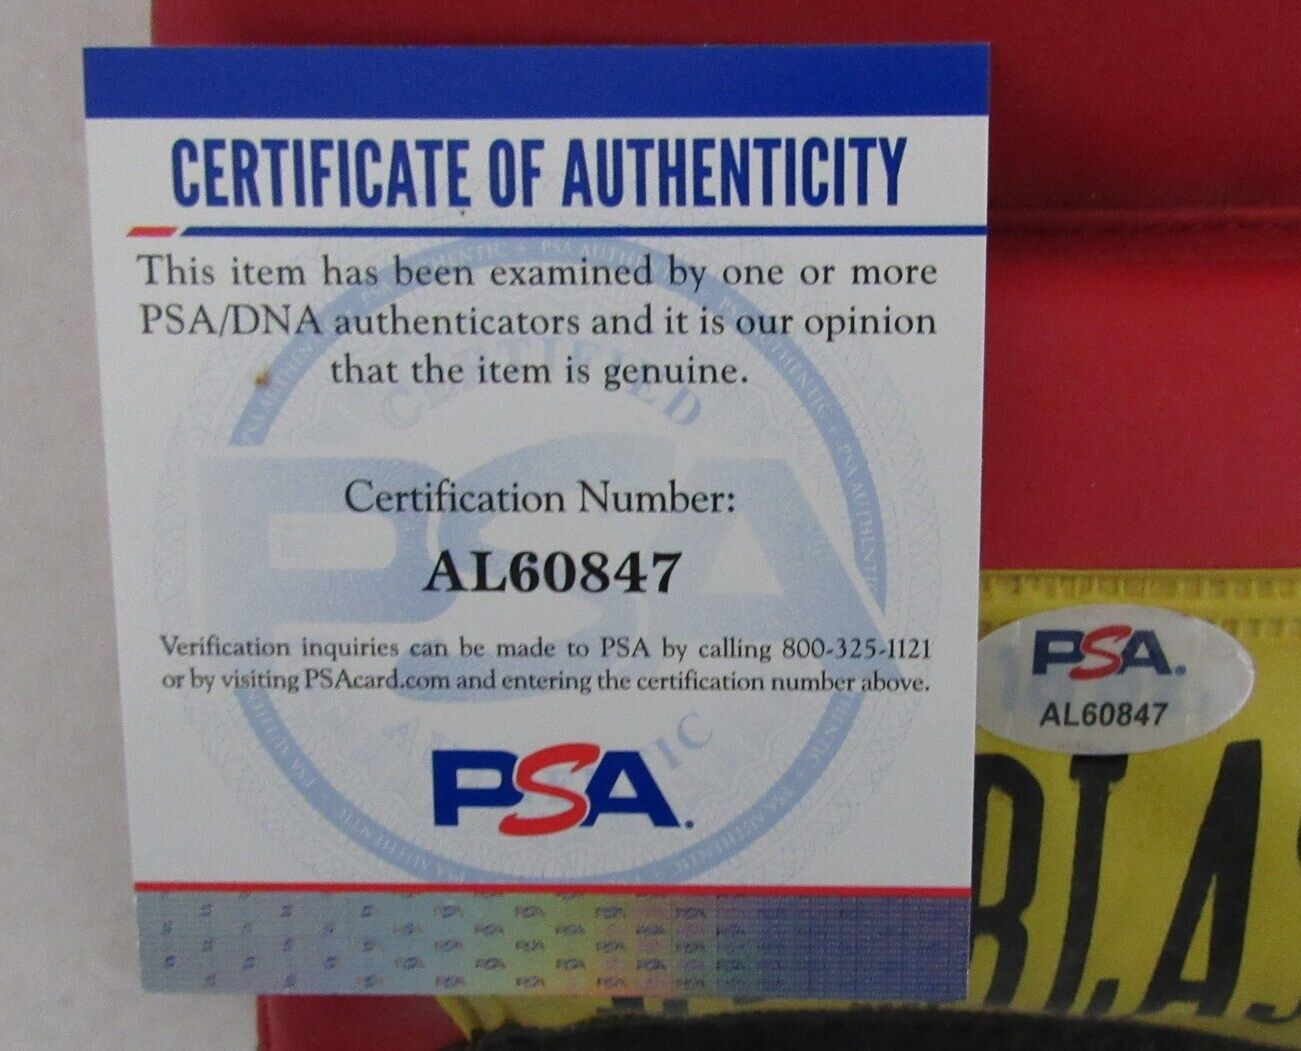 CERTIFICATE OF AUTHENTICITY
This item has been examined by one or more
PSA/DNA authenticators and it is our opinion
that the item is genuine.
CERTIFIED
Certification Number:
AL60847
Verification inquiries can be made to PSA by calling 800-325-1121
or by visiting PSAcard.com and entering the certification number above.
PSA.
PSA.
AL60847
BLAS